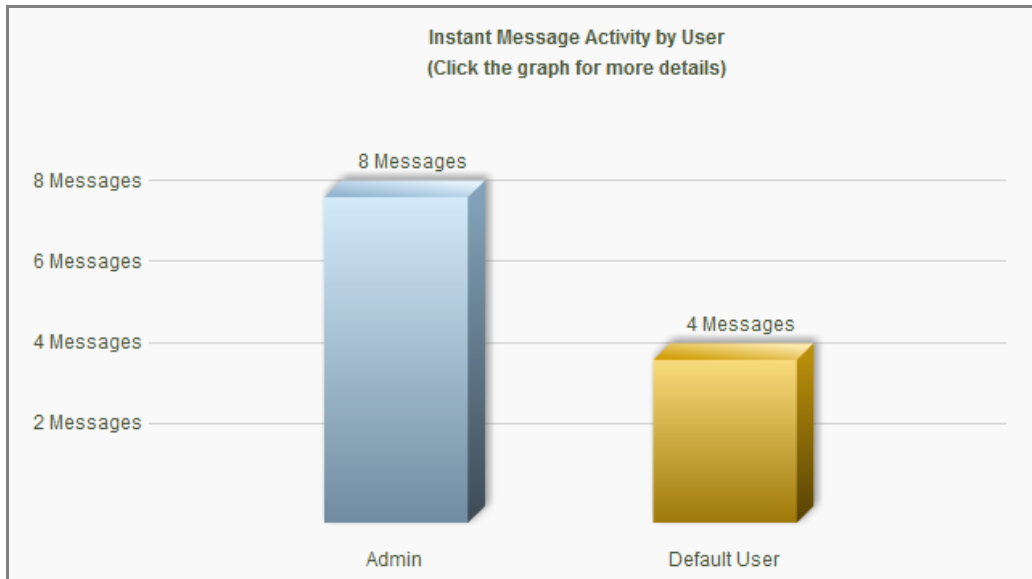 Instant Message Activity by User
(Click the graph for more details)
8 Messages
8 Messages
6 Messages
4 Messages
4 Messages
2 Messages
Admin
Default User